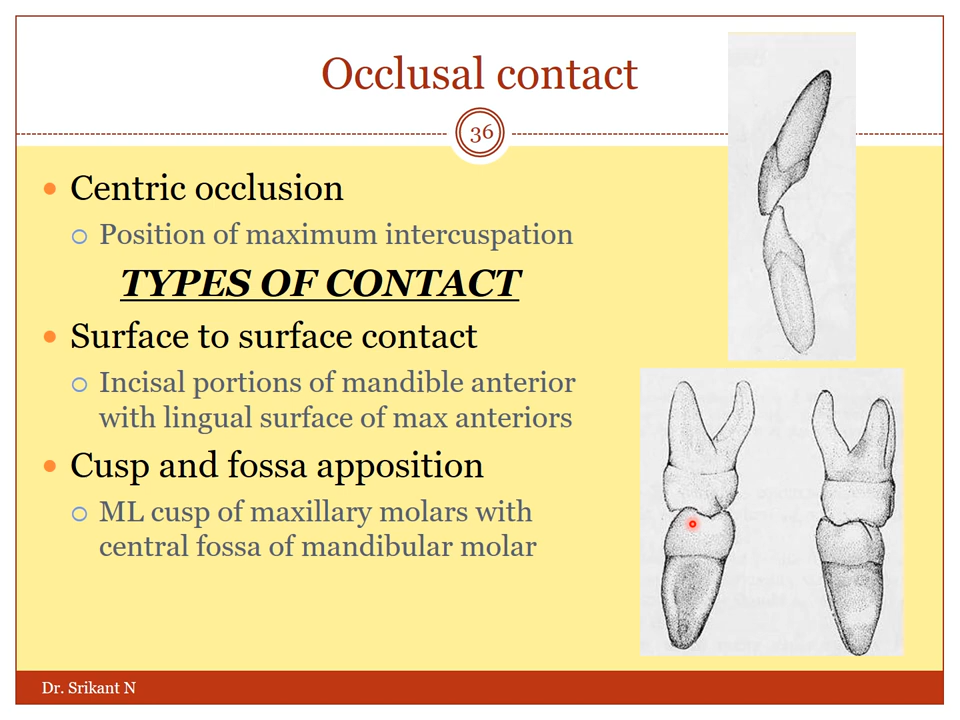 Occlusal contact
36
Centric occlusion
Position of maximum intercuspation
TYPES OF CONTACT
Surface to surface contact
Incisal portions of mandible anterior
with lingual surface of max anteriors
Cusp and fossa apposition
ML cusp of maxillary molars with
central fossa of mandibular molar
Dr. Srikant N